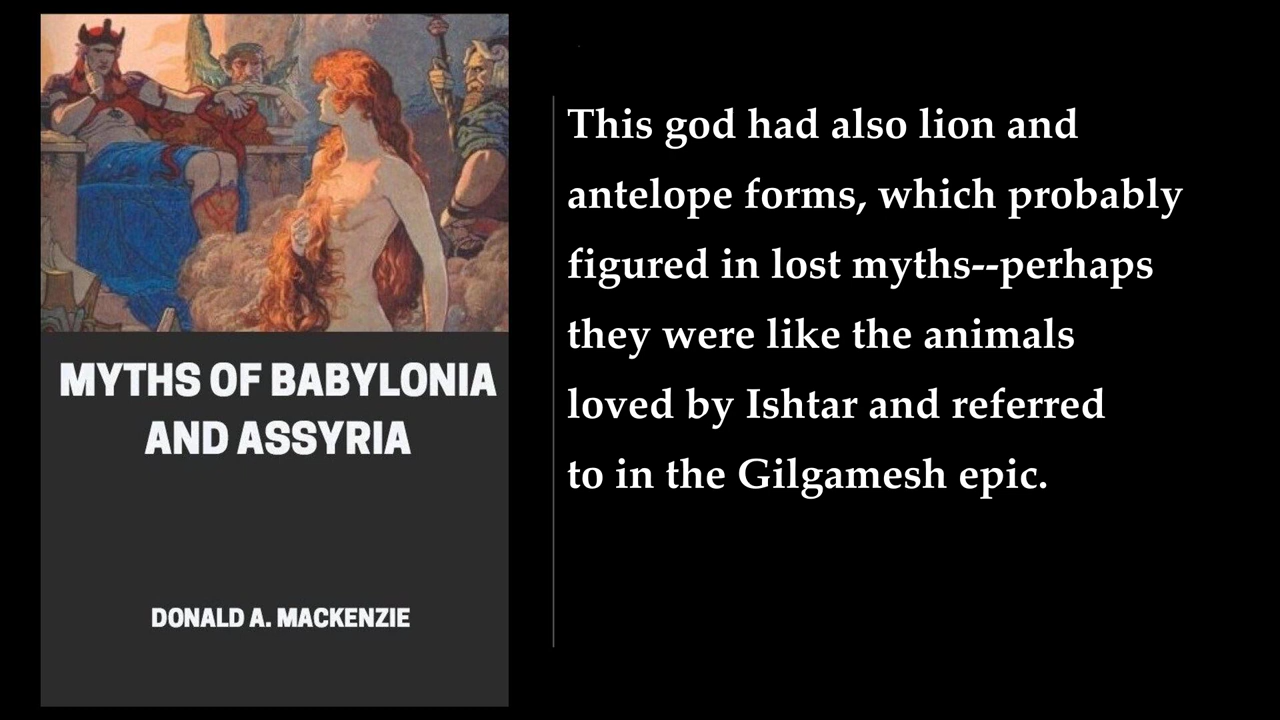 MYTHS OF BABYLONIA
AND ASSYRIA
DONALD A. MACKENZIE
This god had also lion and
antelope forms, which probably
figured in lost myths--perhaps
they were like the animals
loved by Ishtar and referred
to in the Gilgamesh epic.